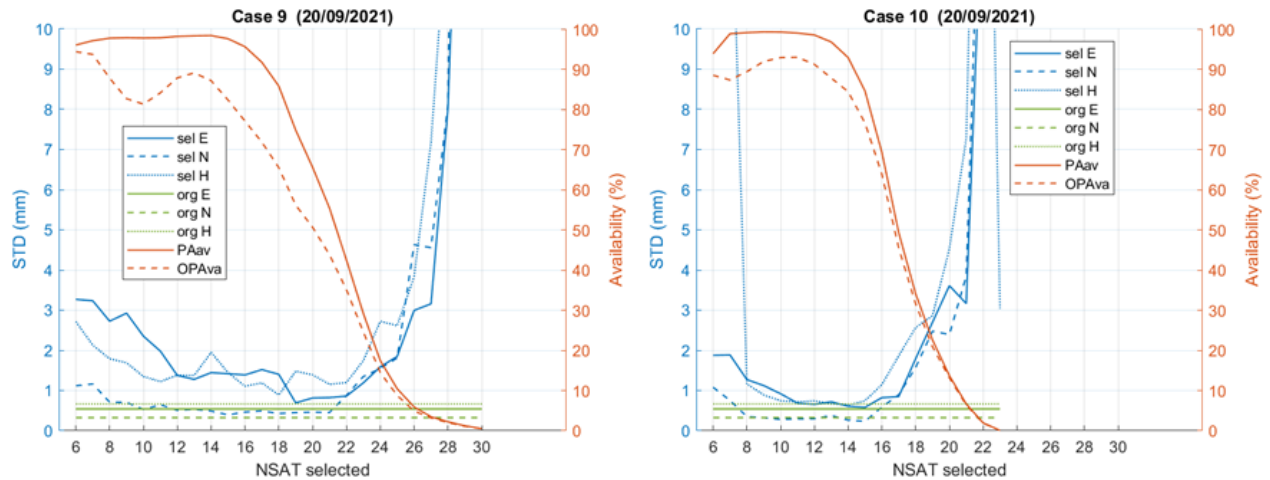 Case 9 (20/09/2021)
10
9
8
7
6
5
4
3
2
1
0
STD (mm)
sel E
sel N
sel H
org E
org N
org H
PAav
OPAva
100
90
80
70
60
50
40
30
20
10
0
Availability (%)
6 8 10 12 14 16 18 20 22 24 26 28 30
NSAT selected
Case 10 (20/09/2021)
10
9
8
7
6
5
4
3
2
1
0
STD (mm)
sel E
sel N
sel H
org E
org N
org H
PAav
OPAva
100
90
80
70
60
50
40
30
20
10
0
Availability (%)
6 8 10 12 14 16 18 20 22 24 26 28 30
NSAT selected